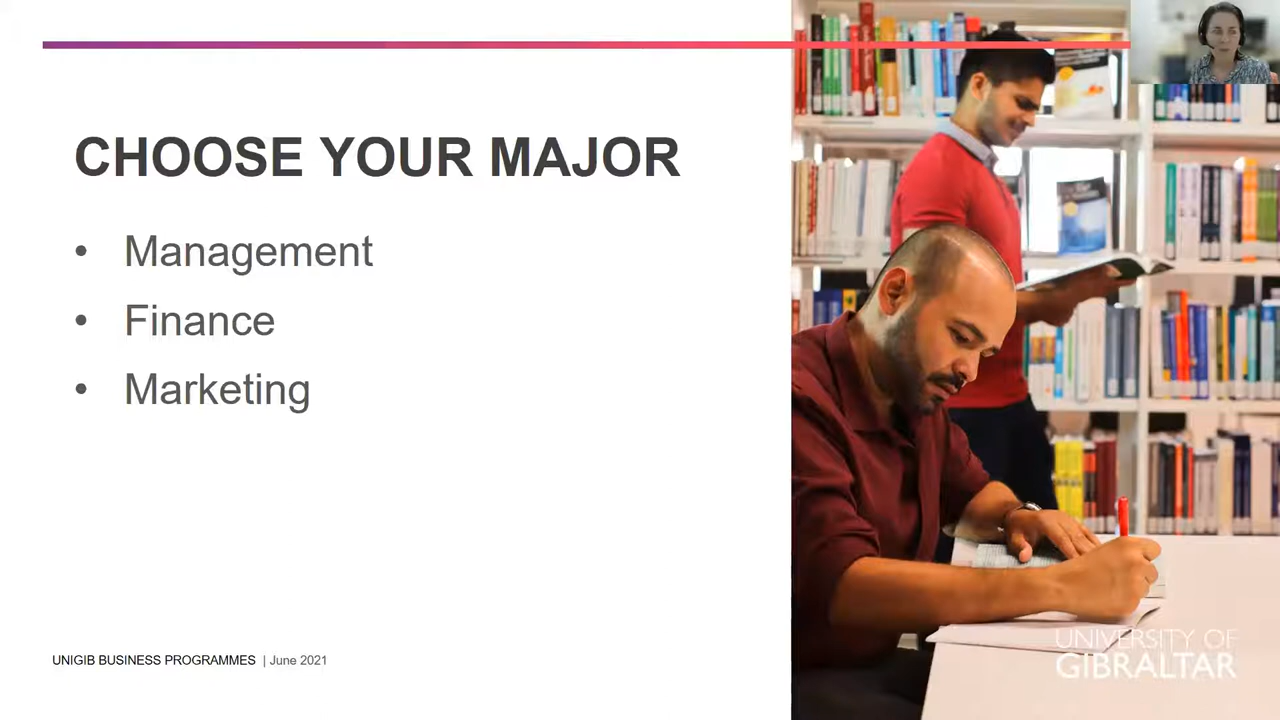 CHOOSE YOUR MAJOR
• Management
• Finance
• Marketing
UNIGIB BUSINESS PROGRAMMES | June 2021
UNIVERSITY OF
GIBRALTAR